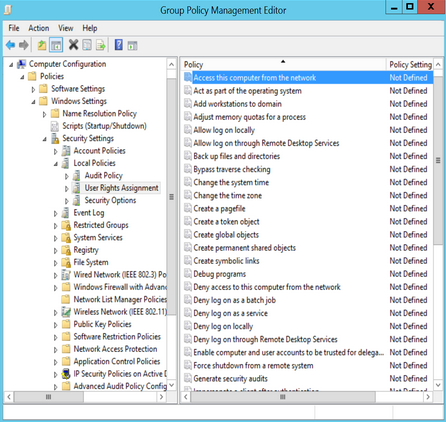 Group Policy Management Editor
File Action View Help
Computer Configuration
Policies
Software Settings
Windows Settings
Name Resolution Policy
Scripts (Startup/Shutdown)
Security Settings
Account Policies
Local Policies
Audit Policy
User Rights Assignment
Security Options
Event Log
Restricted Groups
System Services
Registry
File System
Wired Network (IEEE 802.3) Po
Windows Firewall with Advan
Network List Manager Policies
Wireless Network (IEEE 802.11)
Public Key Policies
Software Restriction Policies
Network Access Protection
Application Control Policies
IP Security Policies on Active D
Advanced Audit Policy Config
Policy Policy Setting
Access this computer from the network Not Defined
Act as part of the operating system Not Defined
Add workstations to domain Not Defined
Adjust memory quotas for a process Not Defined
Allow log on locally Not Defined
Allow log on through Remote Desktop Services Not Defined
Back up files and directories Not Defined
Bypass traverse checking Not Defined
Change the system time Not Defined
Change the time zone Not Defined
Create a pagefile Not Defined
Create a token object Not Defined
Create global objects Not Defined
Create permanent shared objects Not Defined
Create symbolic links Not Defined
Debug programs Not Defined
Deny access to this computer from the network Not Defined
Deny log on as a batch job Not Defined
Deny log on as a service Not Defined
Deny log on locally Not Defined
Deny log on through Remote Desktop Services Not Defined
Enable computer and user accounts to be trusted for delega... Not Defined
Force shutdown from a remote system Not Defined
Generate security audits Not Defined
Impersonate a client after authentication Not Defined